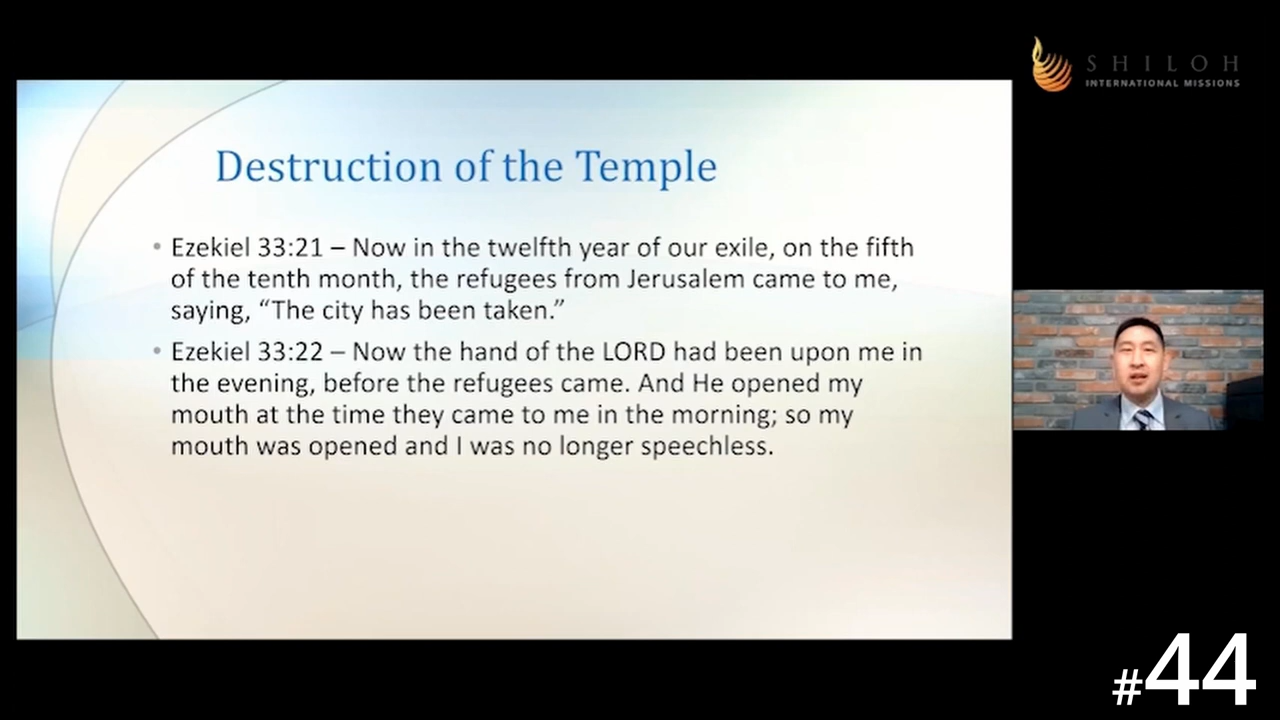 SHILOH
INTERNATIONAL MISSIONS
Destruction of the Temple
• Ezekiel 33:21 – Now in the twelfth year of our exile, on the fifth
of the tenth month, the refugees from Jerusalem came to me,
saying, “The city has been taken.”
• Ezekiel 33:22 – Now the hand of the LORD had been upon me in
the evening, before the refugees came. And He opened my
mouth at the time they came to me in the morning; so my
mouth was opened and I was no longer speechless.
#44